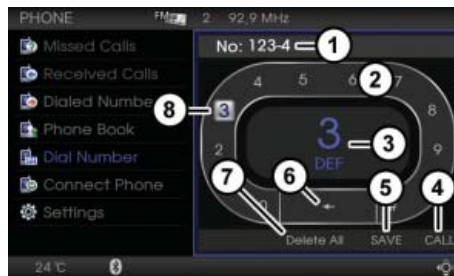 PHONE FM 2 92,9 MHz
Missed Calls
Received Calls
Dialed Numbe
Phone Book
Dial Number
Connect Phone
Settings
No: 123-4
1
2
3
4
5
6
7
8
4 5 6 7
3 8
2 9
3
DEF
Delete All SAVE CALL
24 °C